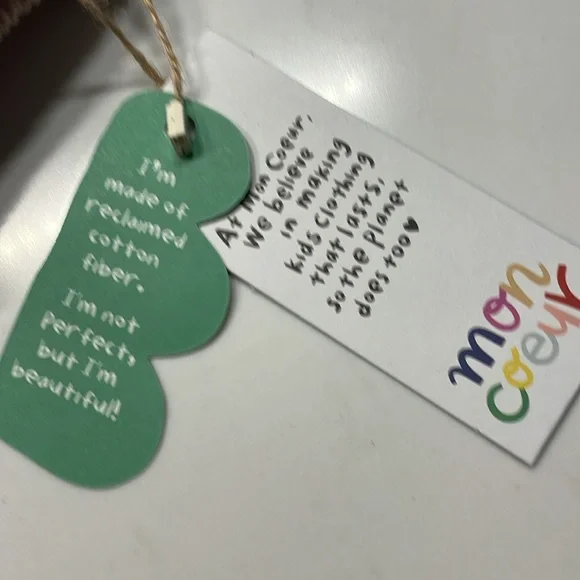 I'm
made of
reclaimed
cotton
fiber.
I'm not
Perfect,
but I'm
beautiful!
At Mon Coeur,
We believe
in making
kids clothing
that lasts,
so the Planet
does too♥
mon
coeur